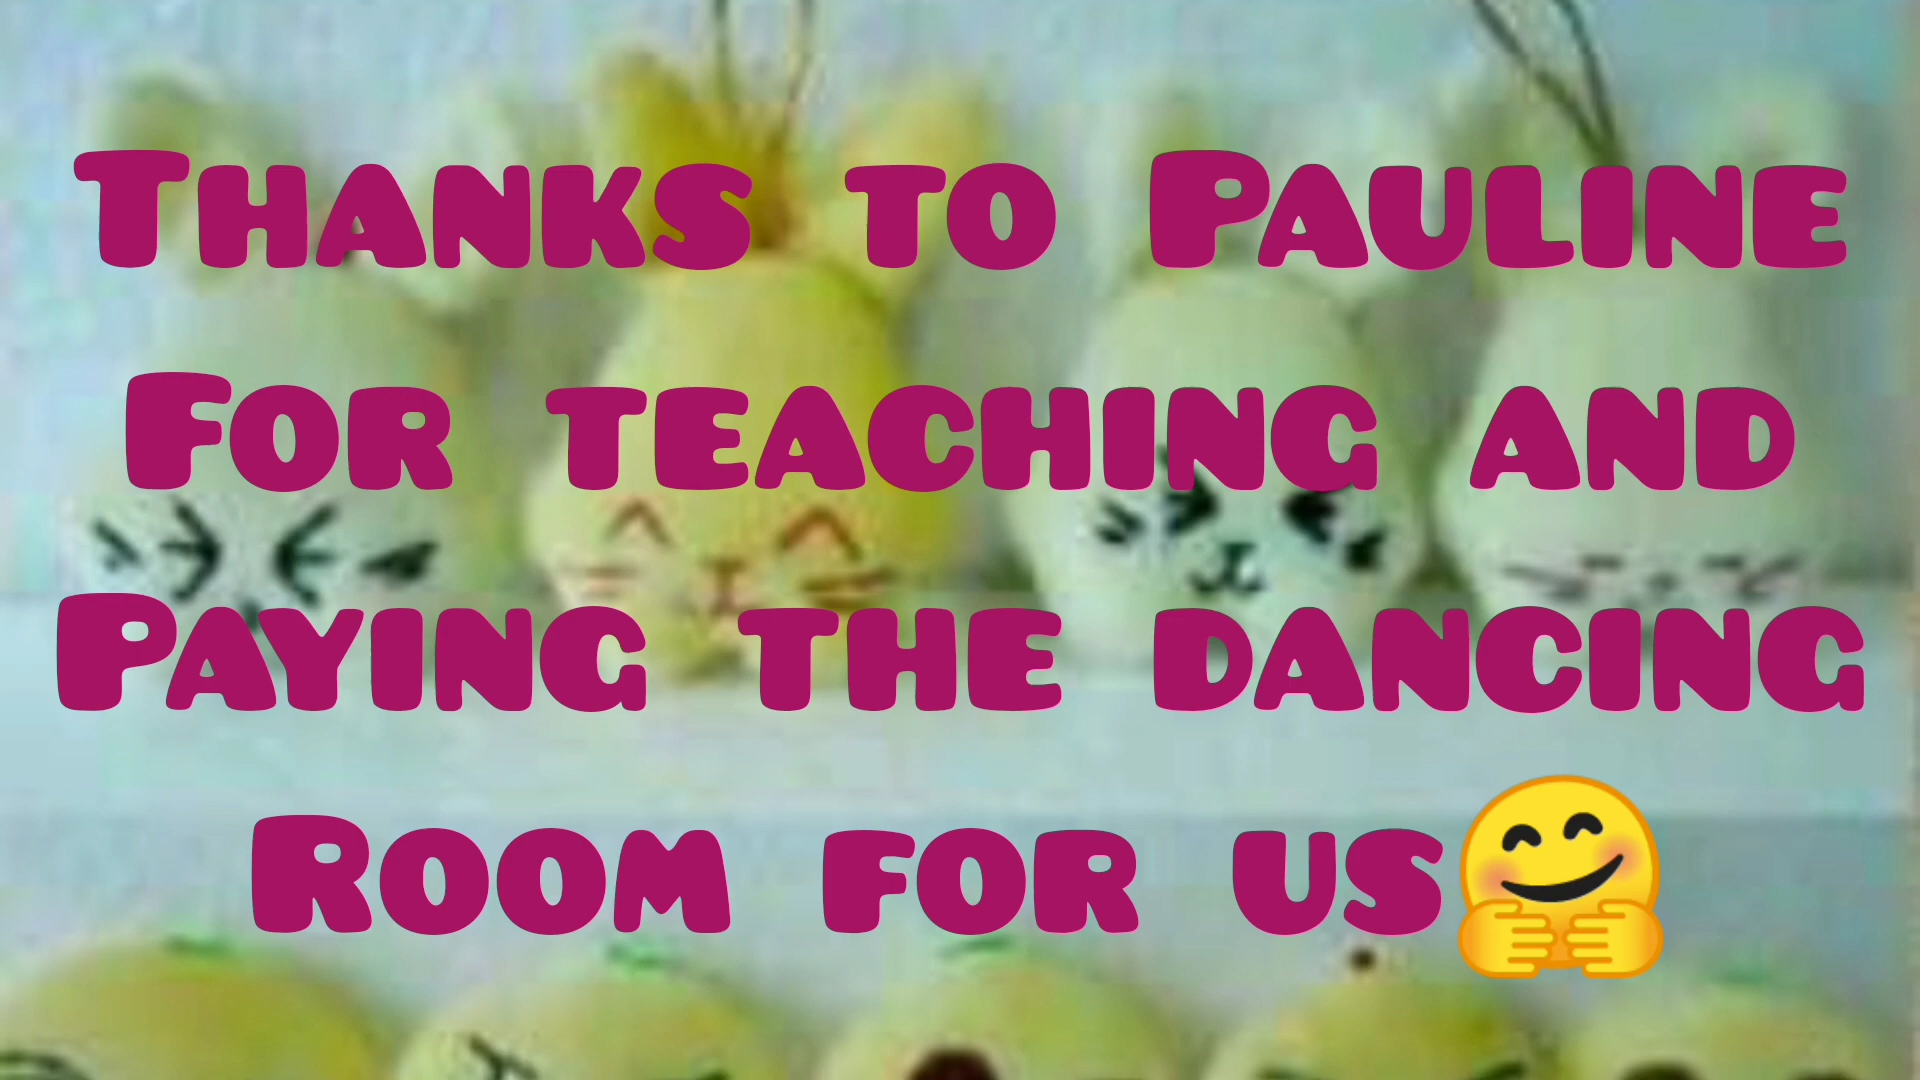 Thanks to Pauline
For teaching and
Paying the dancing
Room for us🤗